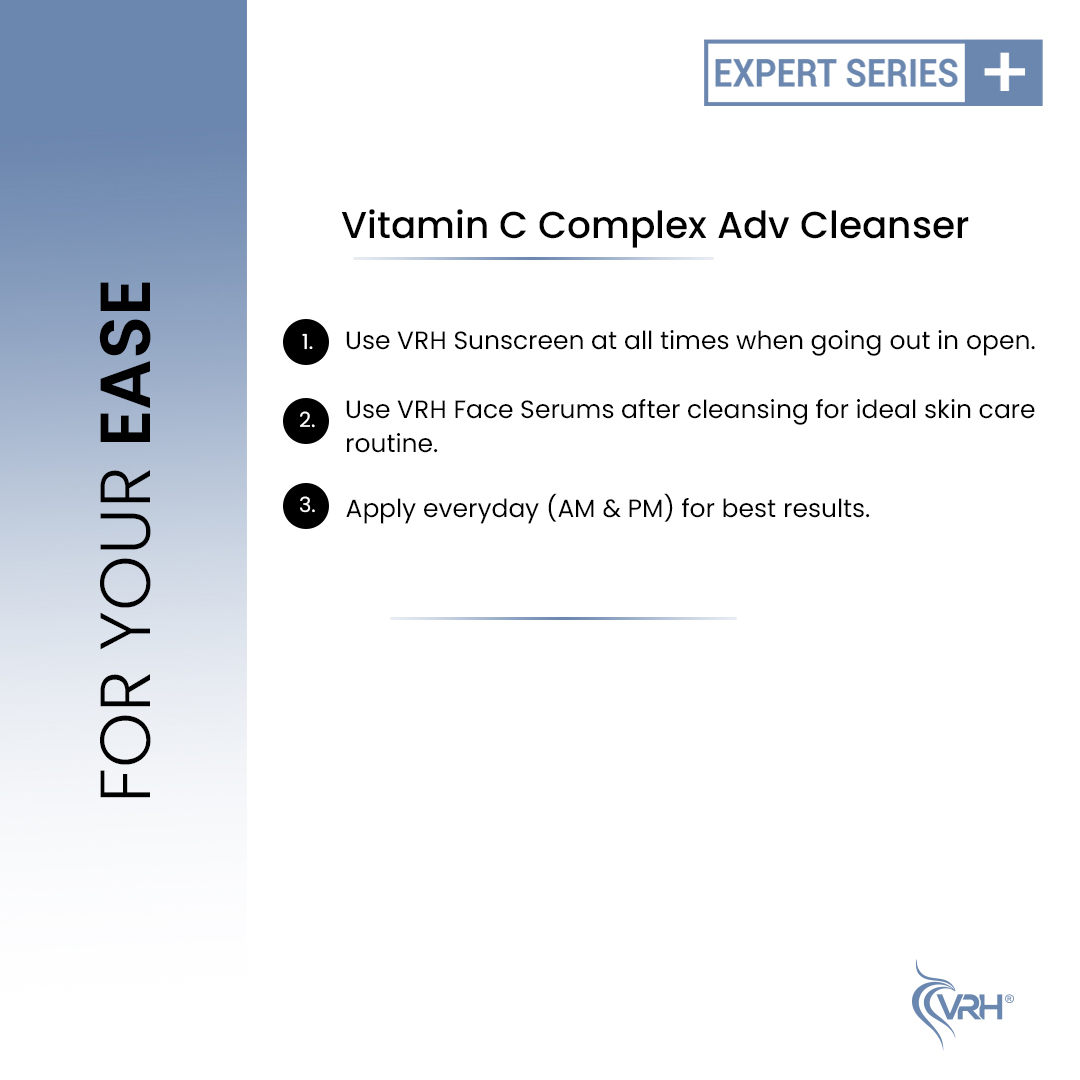 EXPERT SERIES +
FOR YOUR EASE
Vitamin C Complex Adv Cleanser
1. Use VRH Sunscreen at all times when going out in open.
2. Use VRH Face Serums after cleansing for ideal skin care
routine.
3. Apply everyday (AM & PM) for best results.
VRH®